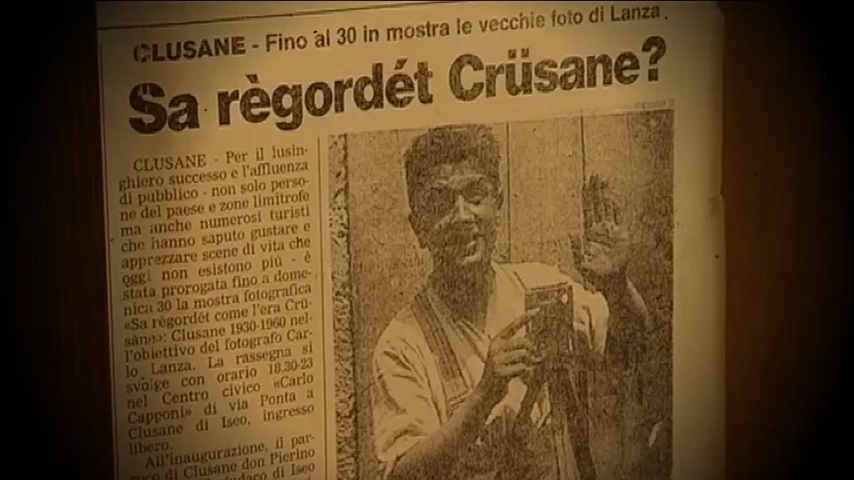 CLUSANE - Fino al 30 in mostra le vecchie foto di Lanza
Sa règordét Crüsane?
CLUSANE - Per il lusin-
ghiero successo e l'affluenza
di pubblico - non solo perso-
ne del paese e zone limitrofe
ma anche numerosi turisti
che hanno saputo gustare e
apprezzare scene di vita che
oggi non esistono più - è
stata prorogata fino a dome-
nica 30 la mostra fotografica
«Sa règordét come l'era Crü-
sane»: Clusane 1930-1960 nel-
l'obiettivo del fotografo Car-
lo Lanza. La rassegna si
svolge con orario 18.30-23
nel Centro civico «Carlo
Capponi» di via Ponta a
Clusane di Iseo, ingresso
libero.
All'inaugurazione, il par-
roco di Clusane don Pierino
sindaco di Iseo